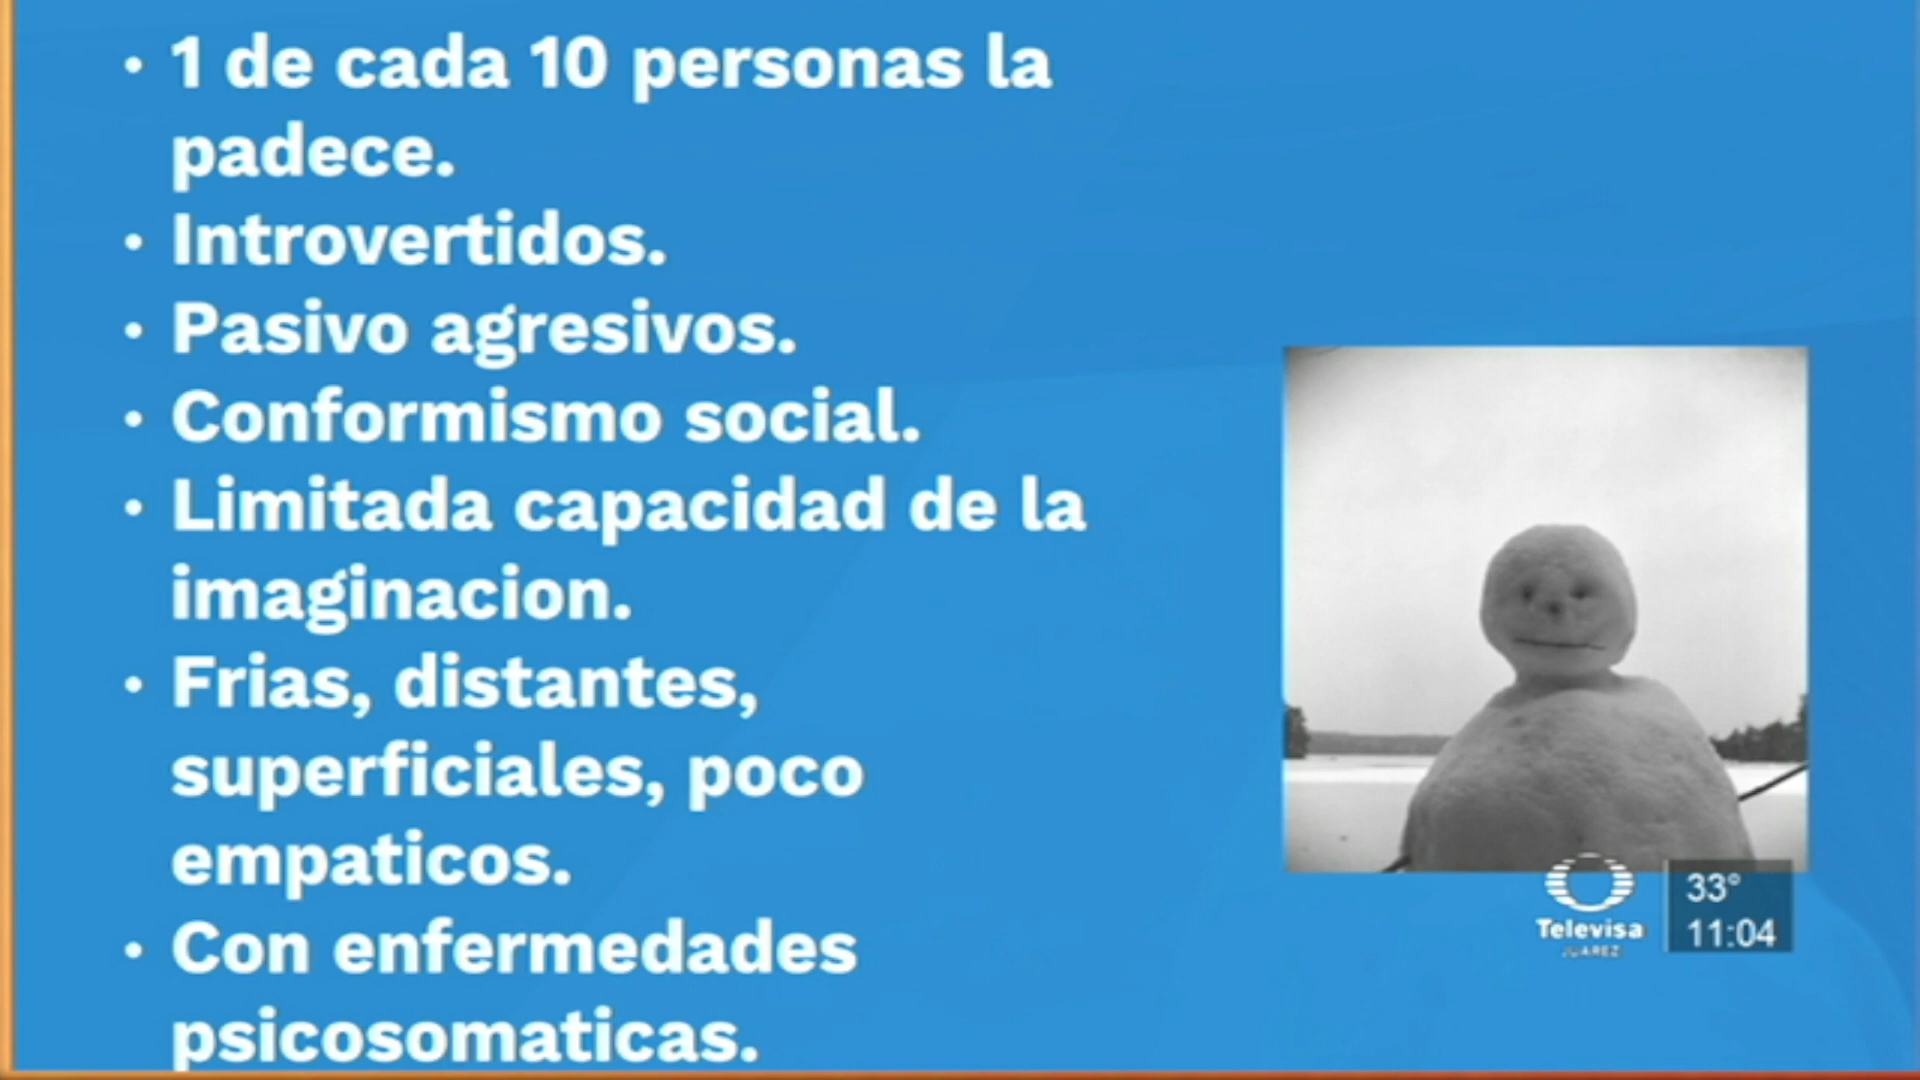 • 1 de cada 10 personas la
padece.
• Introvertidos.
• Pasivo agresivos.
• Conformismo social.
• Limitada capacidad de la
imaginacion.
• Frias, distantes,
superficiales, poco
empaticos.
• Con enfermedades
psicosomaticas.
Televisa
JUAREZ
33°
11:04